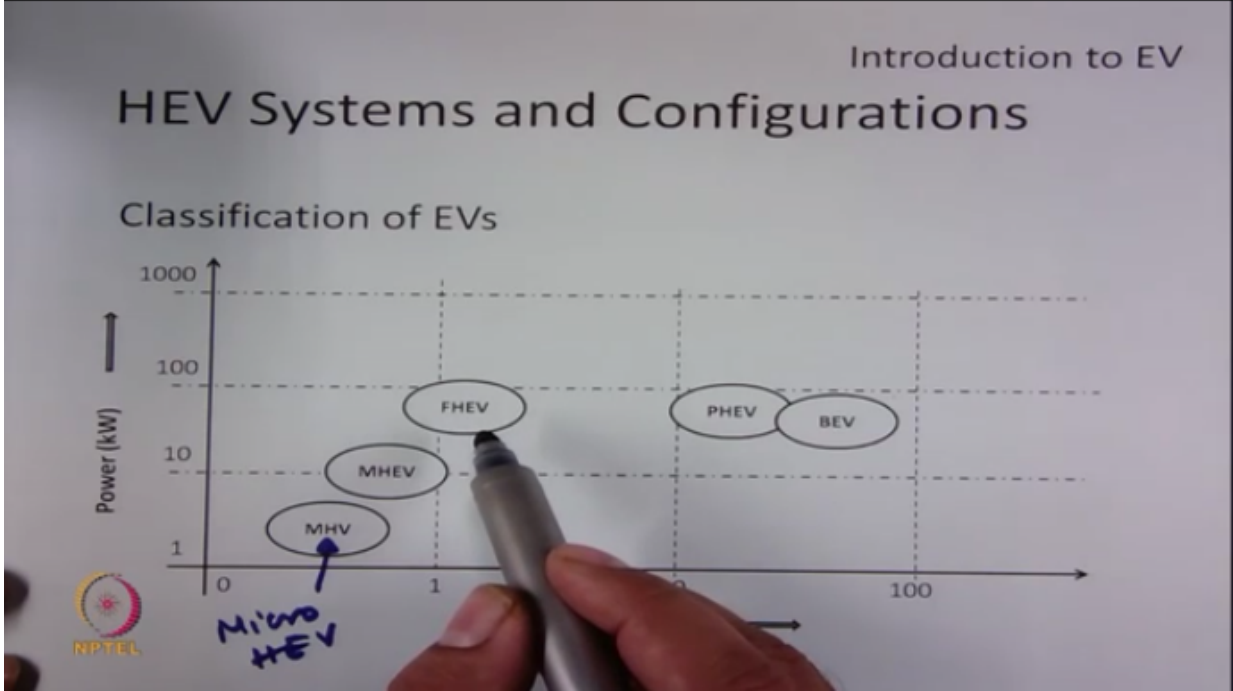 Introduction to EV
HEV Systems and Configurations
Classification of EVs
1000
100
10
1
Power (kW)
FHEV
PHEV
BEV
MHEV
MHV
0
1
100
Micro
HEV
NPTEL